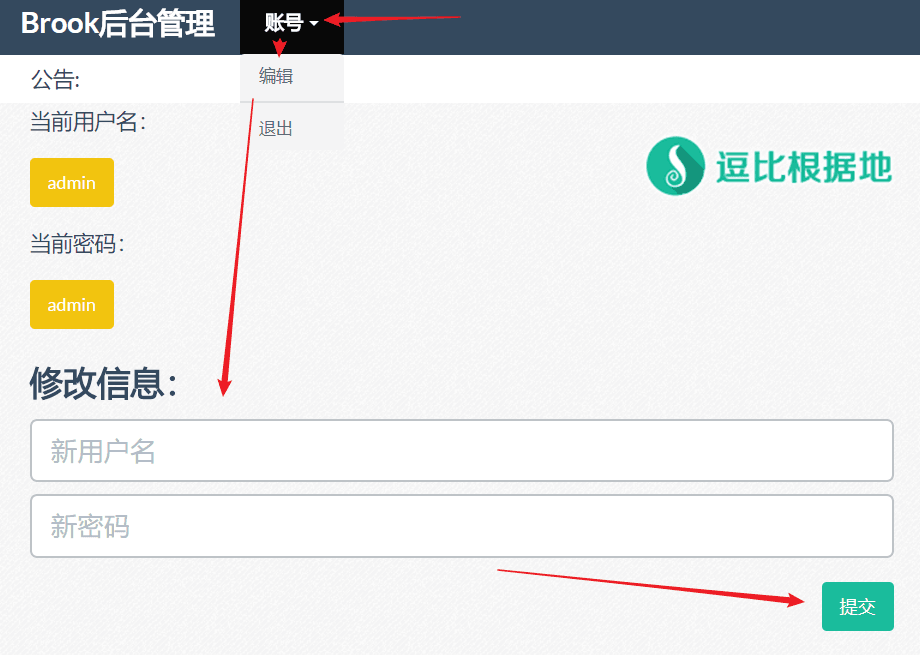 Brook后台管理
账号
公告:
编辑
退出
当前用户名：
admin
逗比根据地
当前密码：
admin
修改信息：
新用户名
新密码
提交